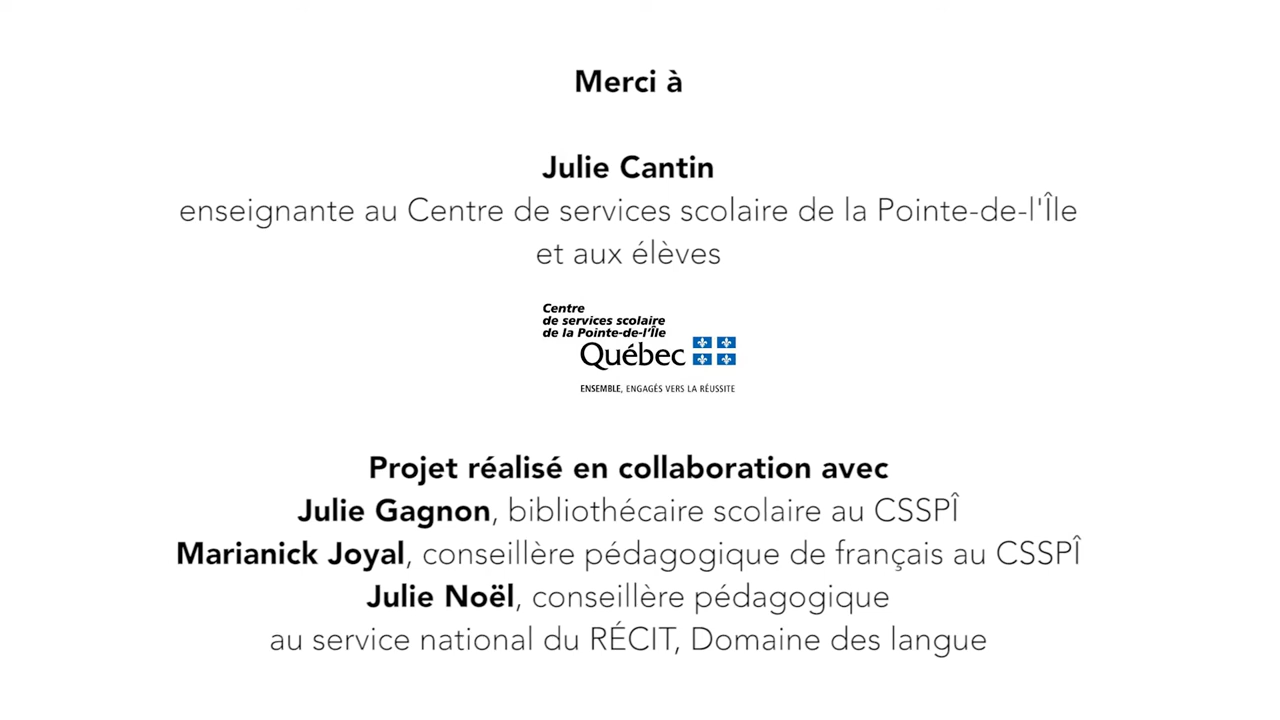 Merci à
Julie Cantin
enseignante au Centre de services scolaire de la Pointe-de-l'Île
et aux élèves
Centre
de services scolaire
de la Pointe-de-l'Île
Québec
ENSEMBLE, ENGAGÉS VERS LA RÉUSSITE
Projet réalisé en collaboration avec
Julie Gagnon, bibliothécaire scolaire au CSSPÎ
Marianick Joyal, conseillère pédagogique de français au CSSPÎ
Julie Noël, conseillère pédagogique
au service national du RÉCIT, Domaine des langue